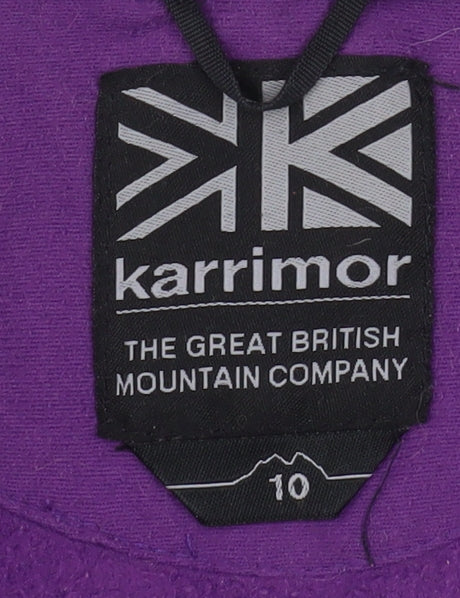 karrimor
THE GREAT BRITISH
MOUNTAIN COMPANY
10